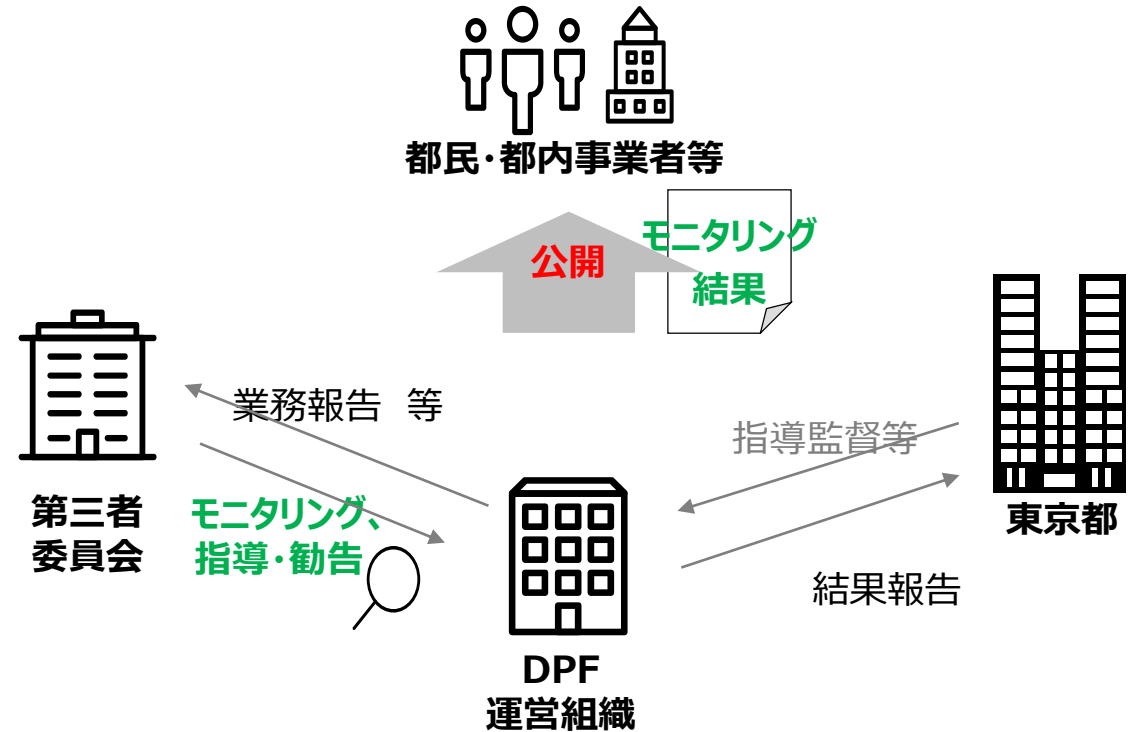 都民･都内事業者等
公開
モニタリング
結果
業務報告　等
指導監督等
第三者
委員会
モニタリング、
指導･勧告
東京都
結果報告
DPF
運営組織